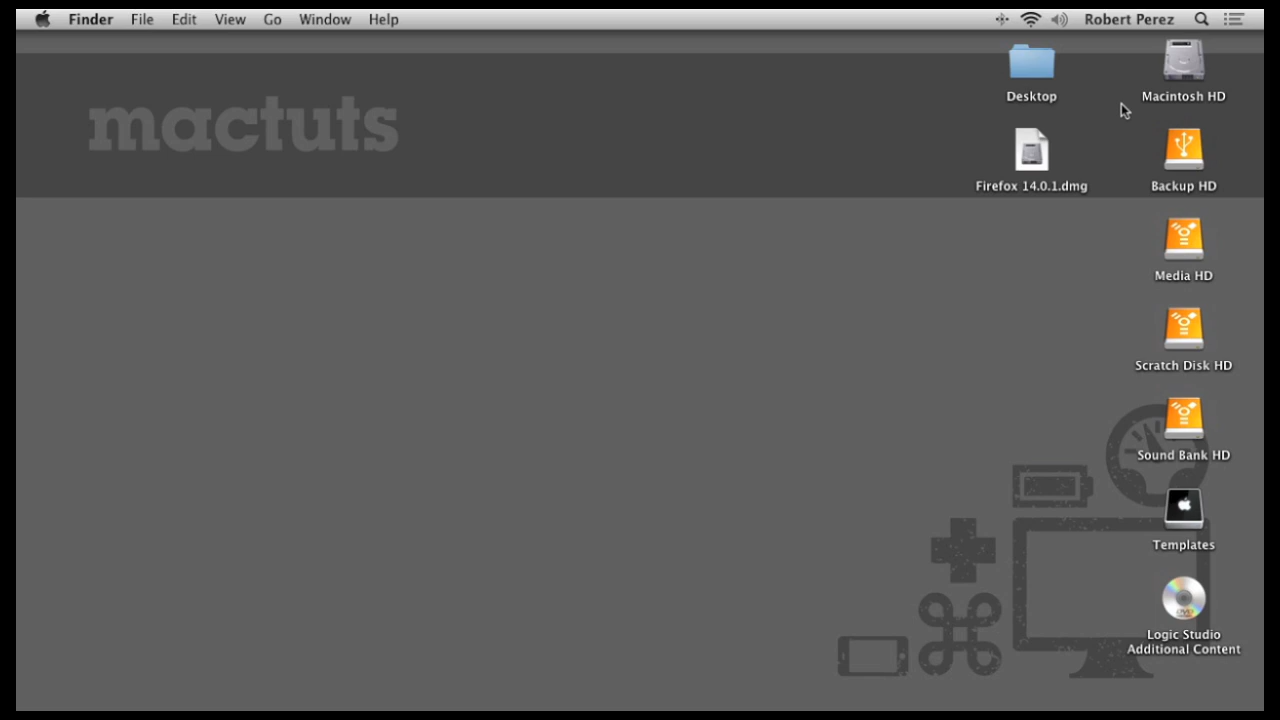 Finder File Edit View Go Window Help Robert Perez
mactuts
Desktop
Macintosh HD
Firefox 14.0.1.dmg
Backup HD
Media HD
Scratch Disk HD
Sound Bank HD
Templates
DVD
Logic Studio
Additional Content